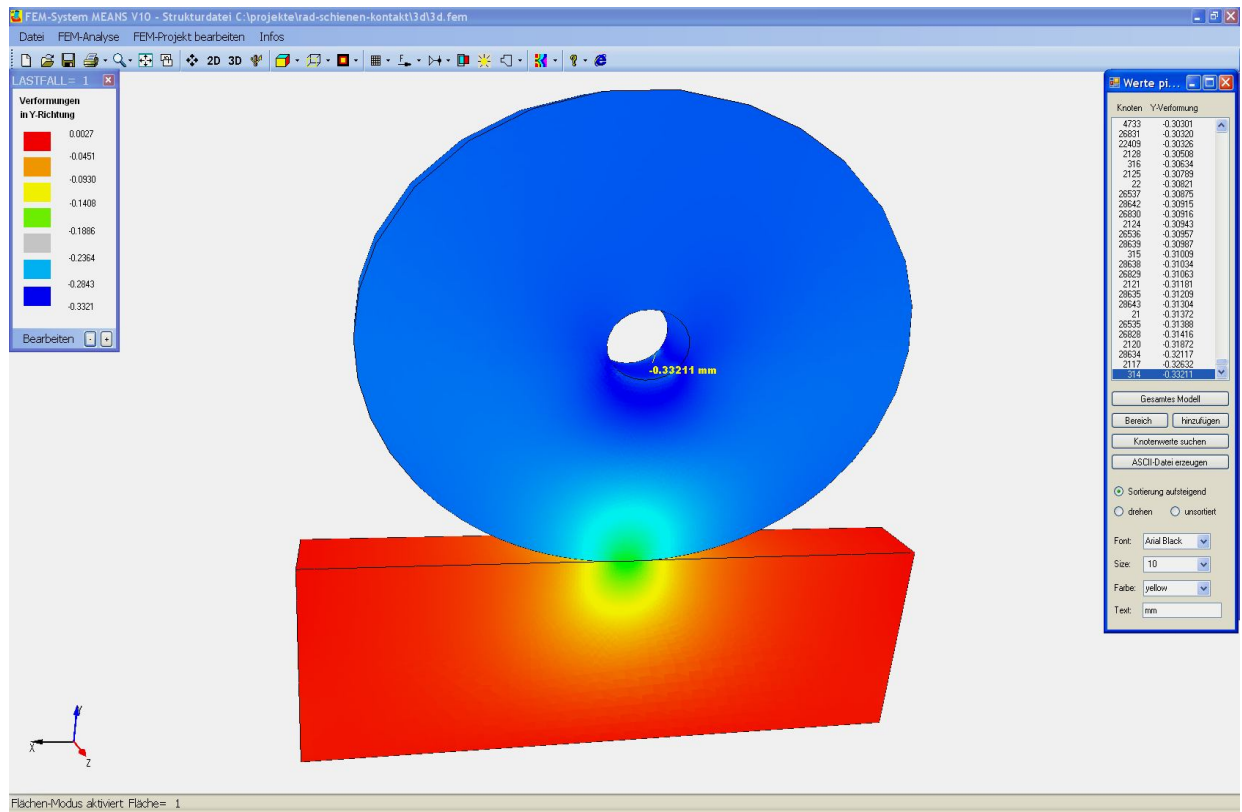 FEM-System MEANS V10 - Strukturdatei C:\projekte\rad-schienen-kontakt\3d\3d.fem
Datei FEM-Analyse FEM-Projekt bearbeiten Infos
2D 3D
LASTFALL= 1
Verformungen
in Y-Richtung
0.0027
-0.0451
-0.0930
-0.1408
-0.1886
-0.2364
-0.2843
-0.3321
Bearbeiten - +
-0.33211 mm
Y
X
Z
Werte pi...
Knoten Y-Verformung
4733 -0.30301
26831 -0.30320
22409 -0.30326
2128 -0.30508
316 -0.30634
2125 -0.30789
22 -0.30821
26537 -0.30875
28642 -0.30915
26830 -0.30916
2124 -0.30943
26536 -0.30957
28639 -0.30987
315 -0.31009
28638 -0.31034
26829 -0.31063
2121 -0.31181
28635 -0.31209
28643 -0.31304
21 -0.31372
26535 -0.31388
26828 -0.31416
2120 -0.31872
28634 -0.32117
2117 -0.32632
314 -0.33211
Gesamtes Modell
Bereich hinzufügen
Knotenwerte suchen
ASCII-Datei erzeugen
Sortierung aufsteigend
drehen unsortiert
Font: Arial Black
Size: 10
Farbe: yellow
Text: mm
Flächen-Modus aktiviert Fläche= 1